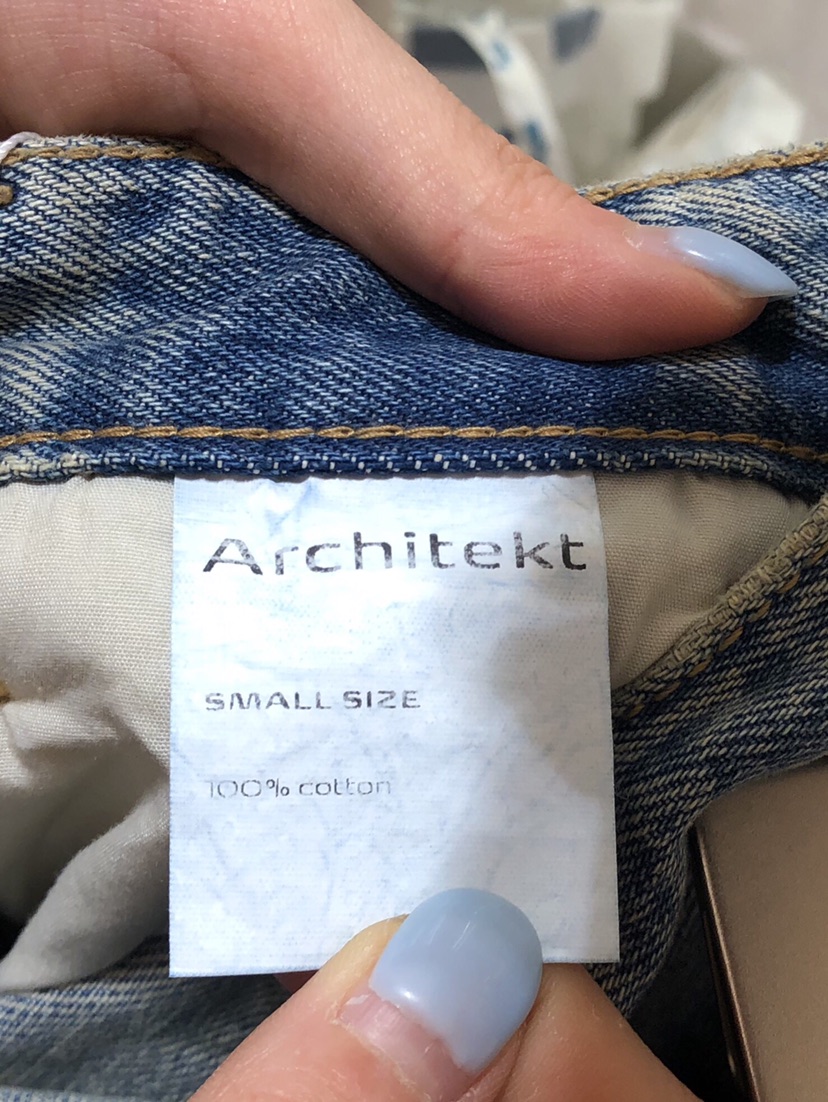 Architekt
SMALL SIZE
100% cotton